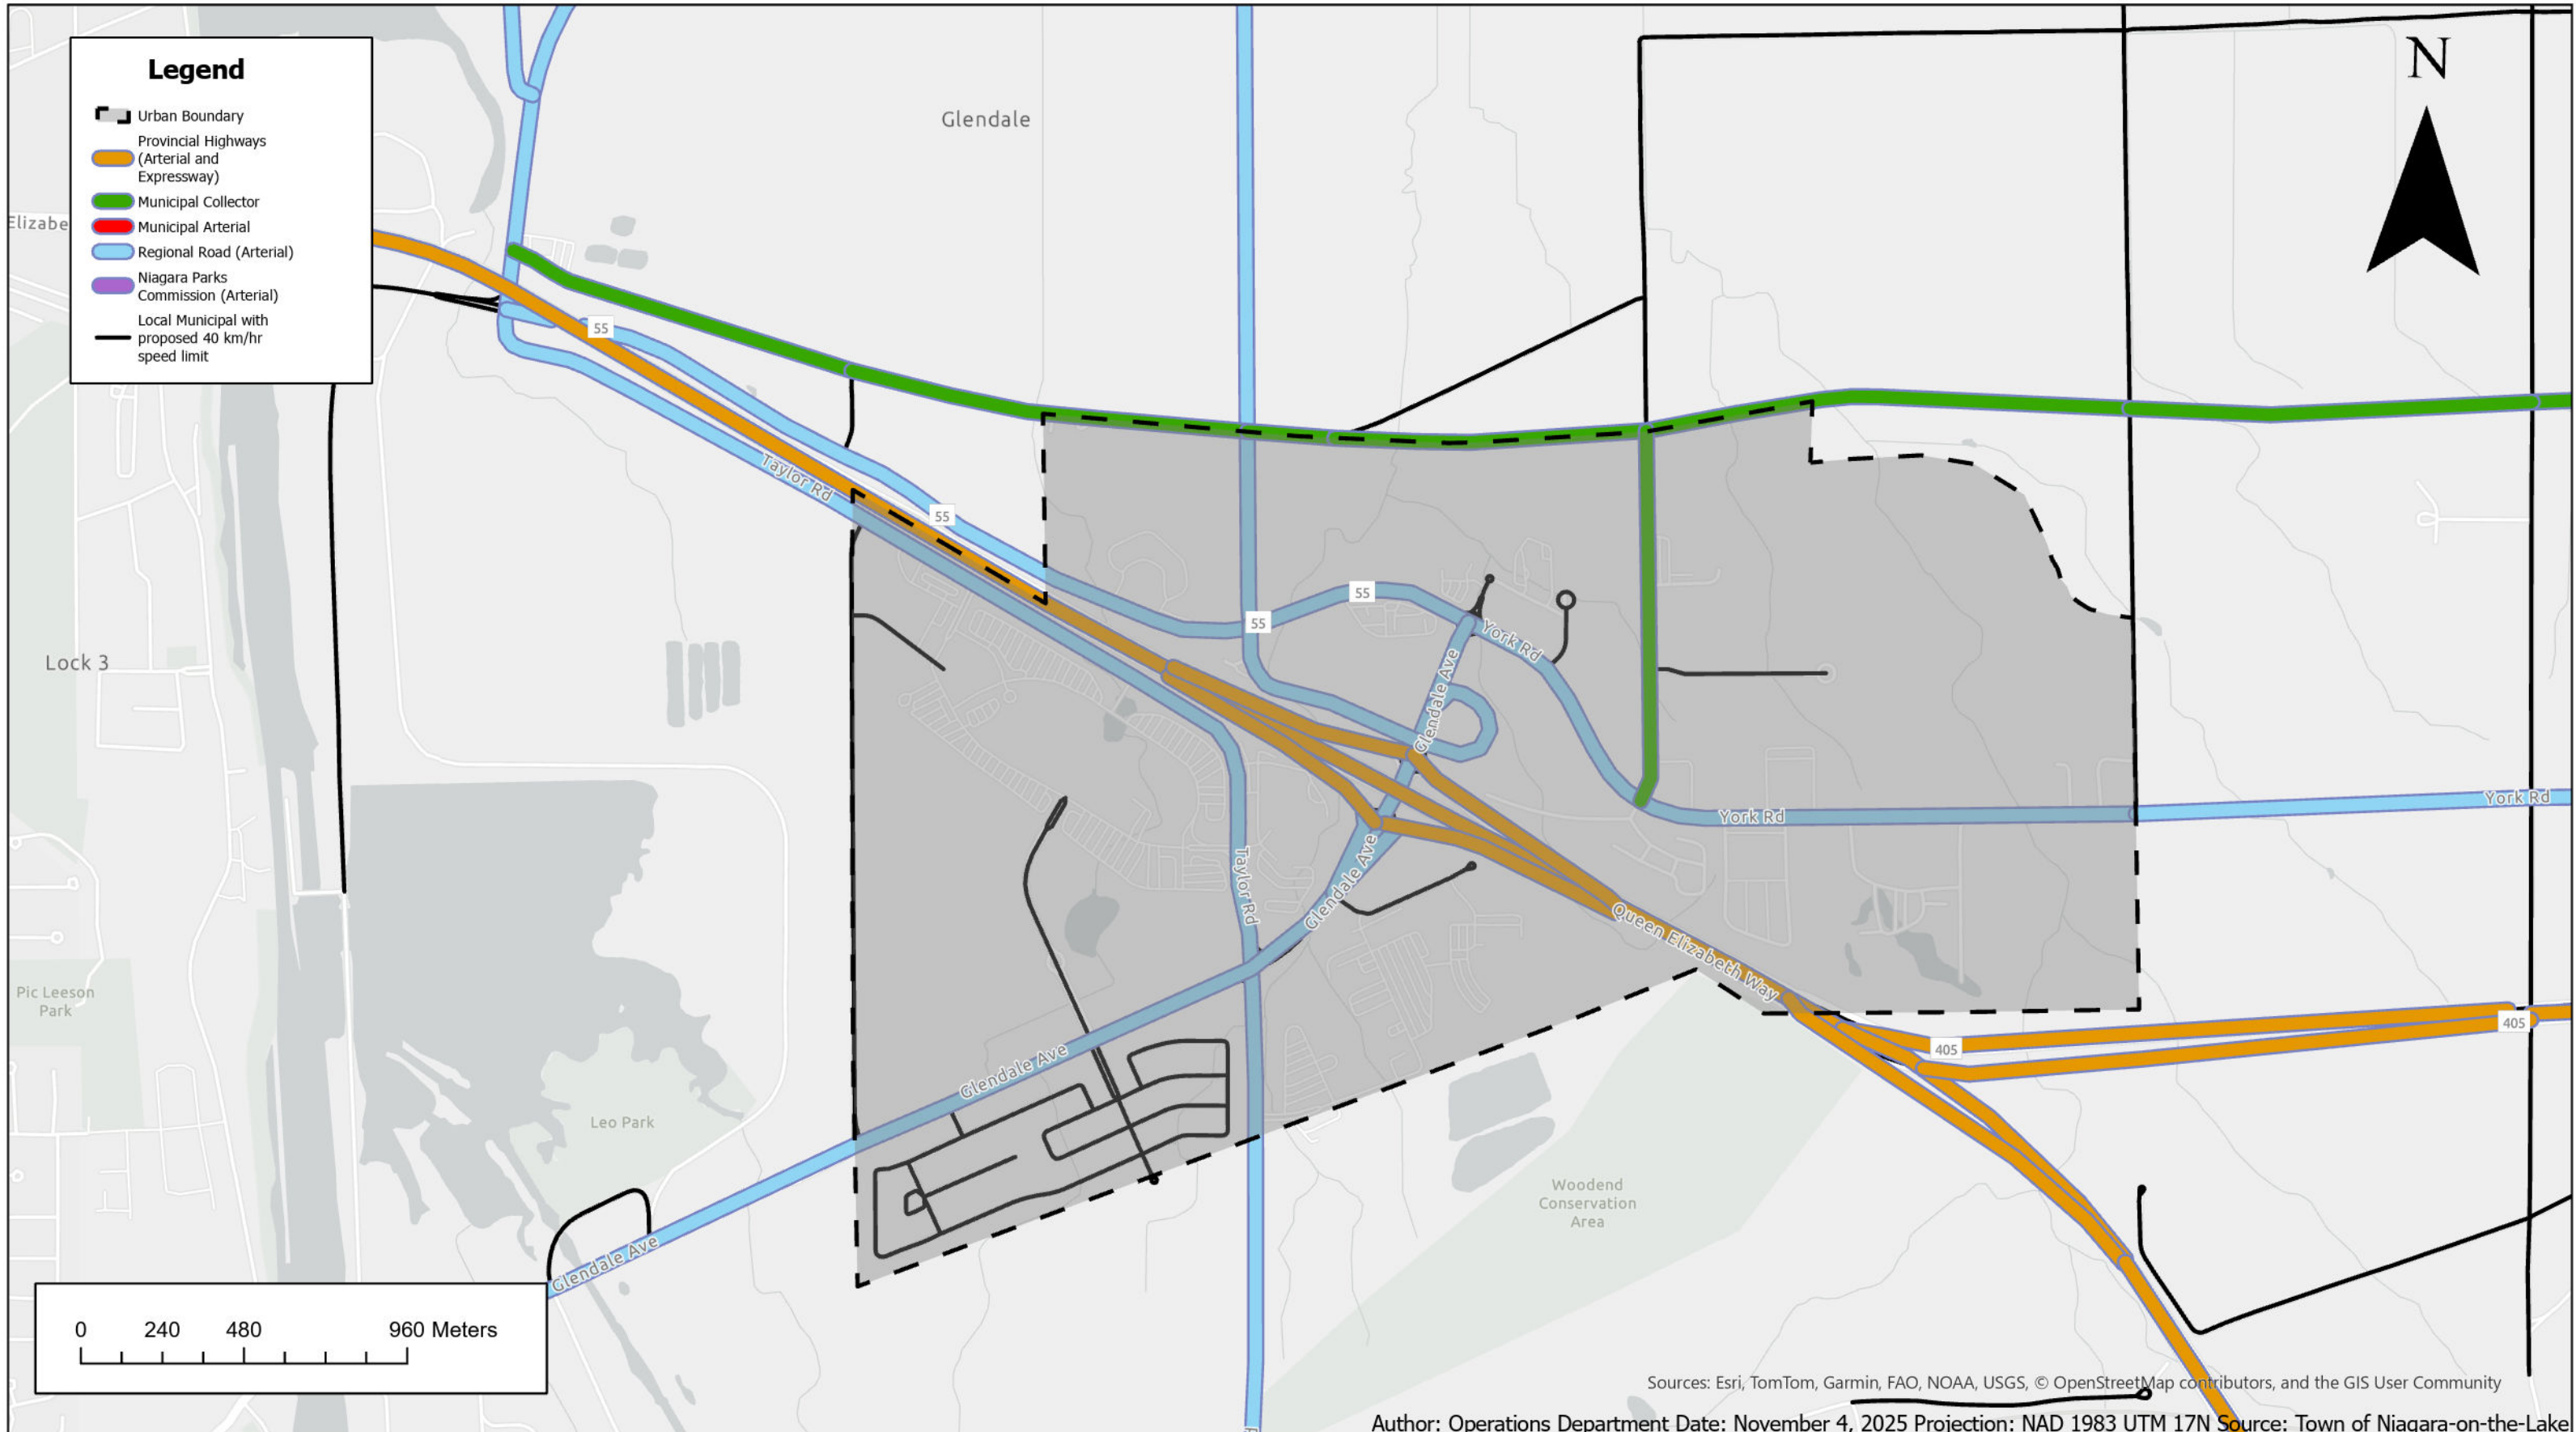 Legend
Urban Boundary
Provincial Highways
(Arterial and
Expressway)
Municipal Collector
Municipal Arterial
Regional Road (Arterial)
Niagara Parks
Commission (Arterial)
Local Municipal with
proposed 40 km/hr
speed limit
N
Glendale
Elizabe
55
Taylor Rd
55
55
55
York Rd
Glendale Ave
Lock 3
York Rd
York Rd
Taylor Rd
Glendale Ave
Queen Elizabeth Way
Pic Leeson
Park
405
405
Glendale Ave
Leo Park
Woodend
Conservation
Area
Glendale Ave
0 240 480 960 Meters
Sources: Esri, TomTom, Garmin, FAO, NOAA, USGS, © OpenStreetMap contributors, and the GIS User Community
Author: Operations Department Date: November 4, 2025 Projection: NAD 1983 UTM 17N Source: Town of Niagara-on-the-Lake